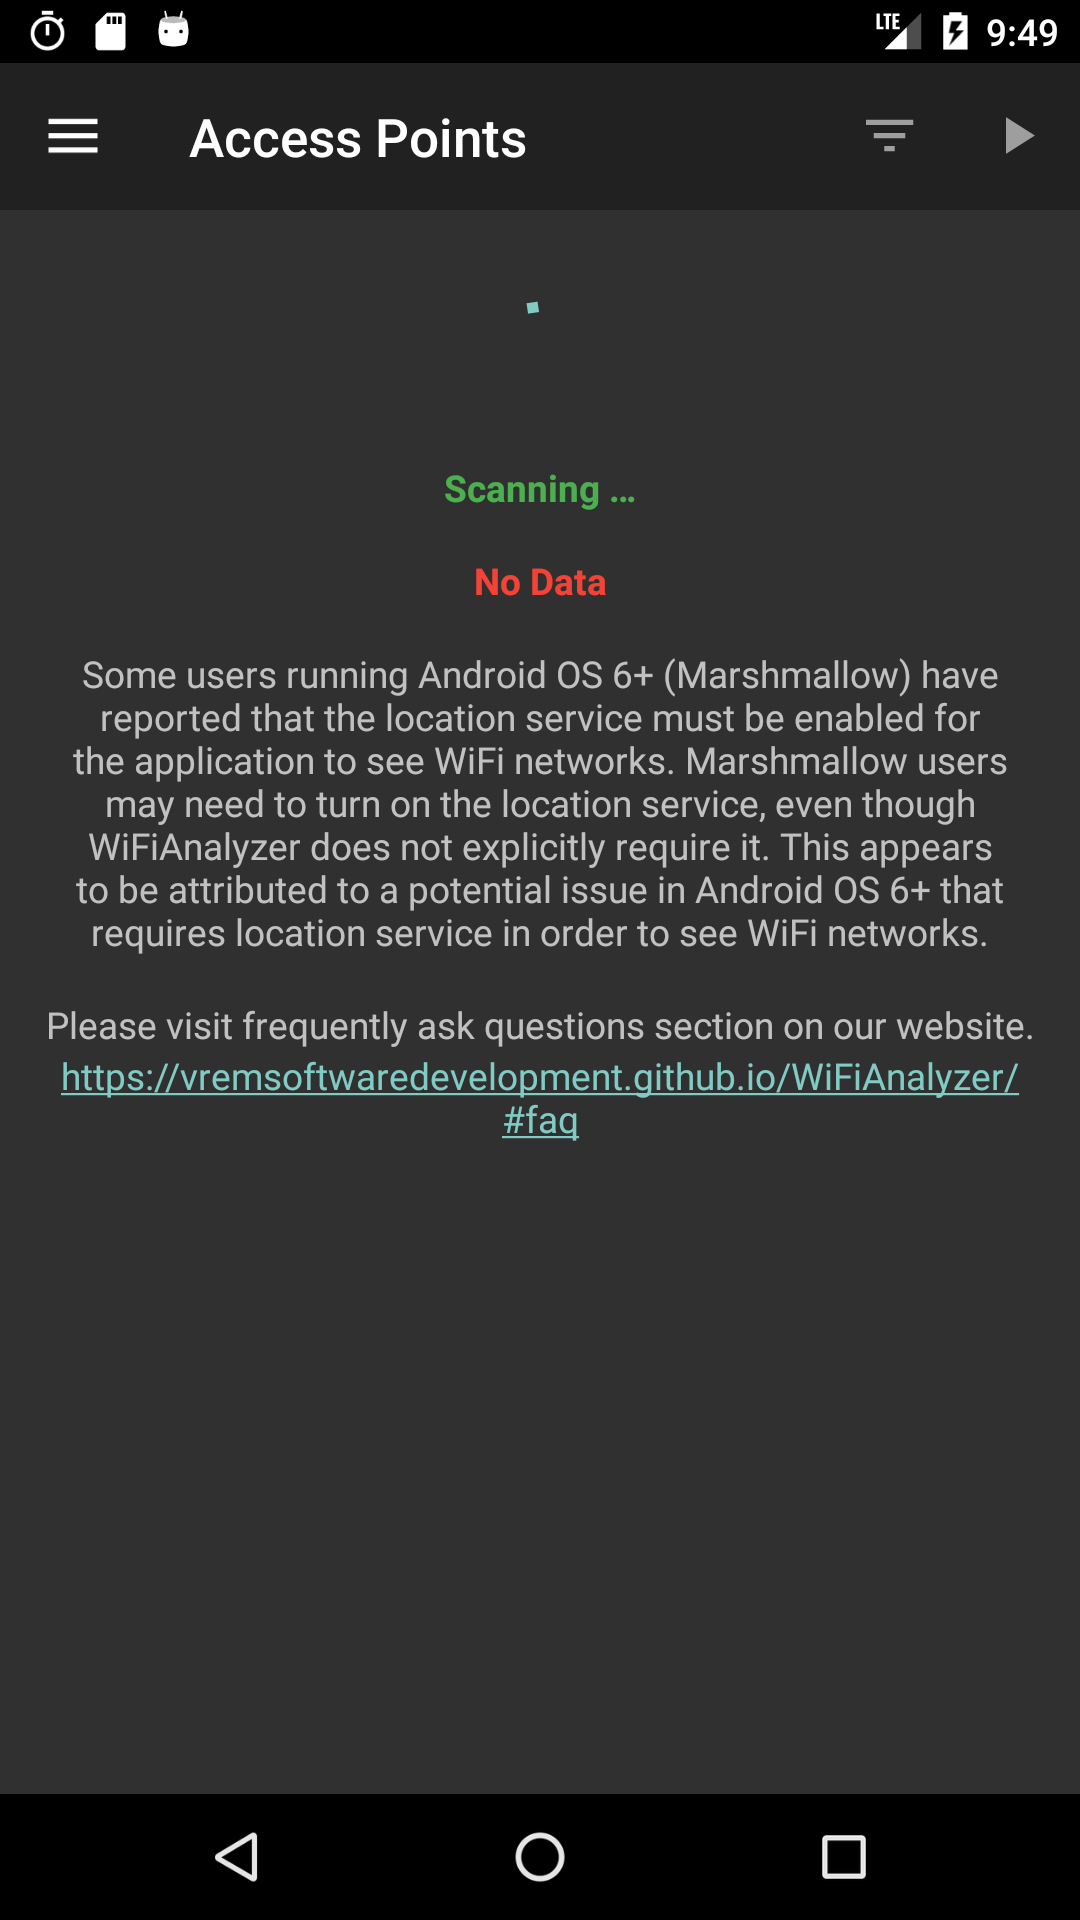 LTE 9:49
Access Points
Scanning ...
No Data
Some users running Android OS 6+ (Marshmallow) have
reported that the location service must be enabled for
the application to see WiFi networks. Marshmallow users
may need to turn on the location service, even though
WiFiAnalyzer does not explicitly require it. This appears
to be attributed to a potential issue in Android OS 6+ that
requires location service in order to see WiFi networks.
Please visit frequently ask questions section on our website.
https://vremsoftwaredevelopment.github.io/WiFiAnalyzer/
#faq